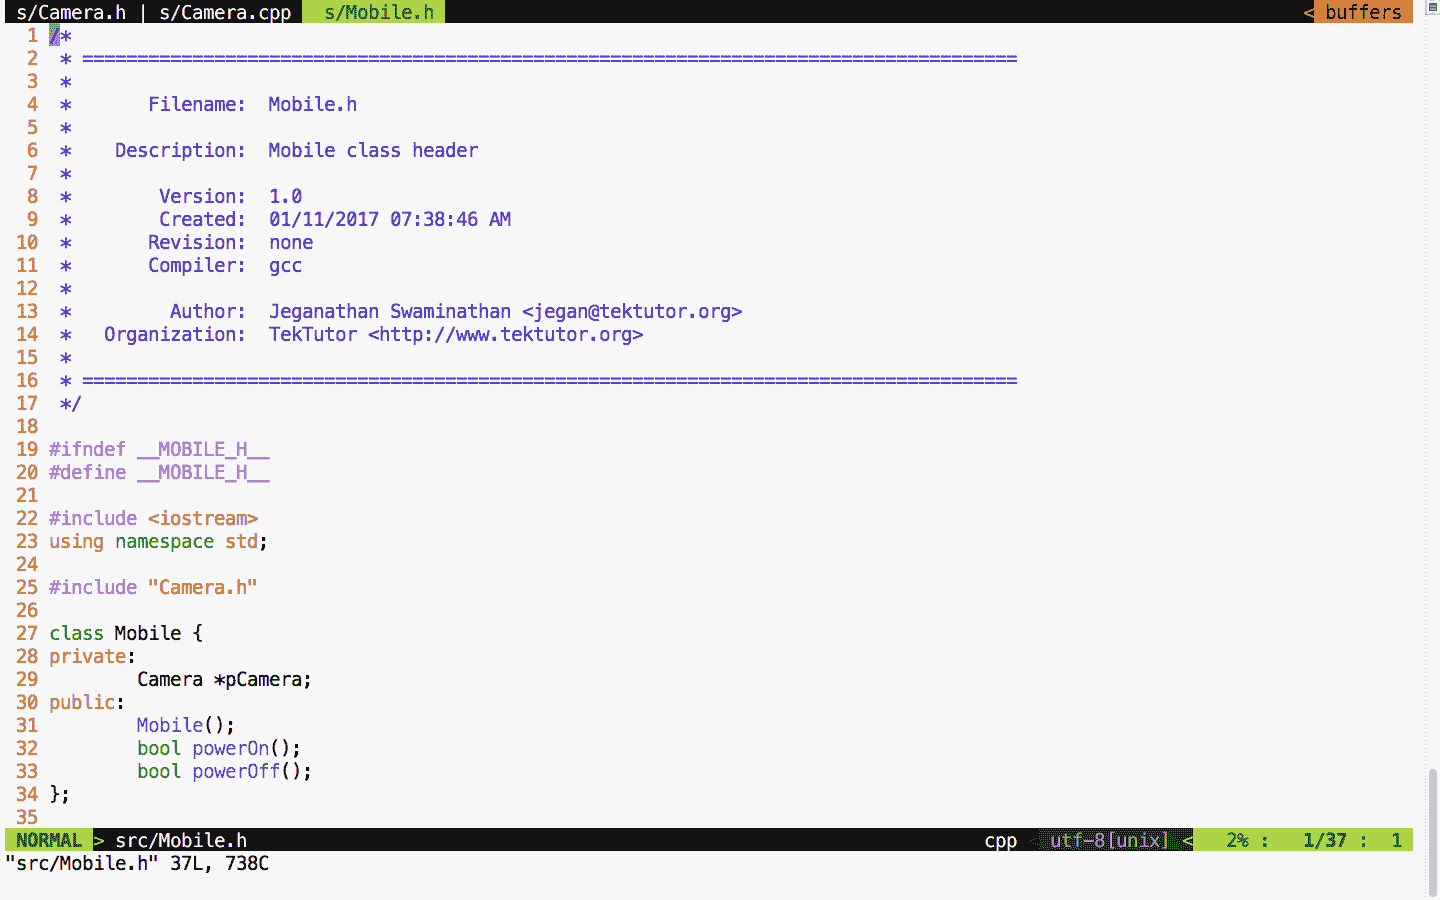 s/Camera.h | s/Camera.cpp s/Mobile.h < buffers
1 /*
2 * =====================================================================================
3 *
4 * Filename: Mobile.h
5 *
6 * Description: Mobile class header
7 *
8 * Version: 1.0
9 * Created: 01/11/2017 07:38:46 AM
10 * Revision: none
11 * Compiler: gcc
12 *
13 * Author: Jeganathan Swaminathan <jegan@tektutor.org>
14 * Organization: TekTutor <http://www.tektutor.org>
15 *
16 * =====================================================================================
17 */
18
19 #ifndef __MOBILE_H__
20 #define __MOBILE_H__
21
22 #include <iostream>
23 using namespace std;
24
25 #include "Camera.h"
26
27 class Mobile {
28 private:
29 Camera *pCamera;
30 public:
31 Mobile();
32 bool powerOn();
33 bool powerOff();
34 };
35
NORMAL > src/Mobile.h cpp < utf-8[unix] < 2% : 1/37 : 1
"src/Mobile.h" 37L, 738C